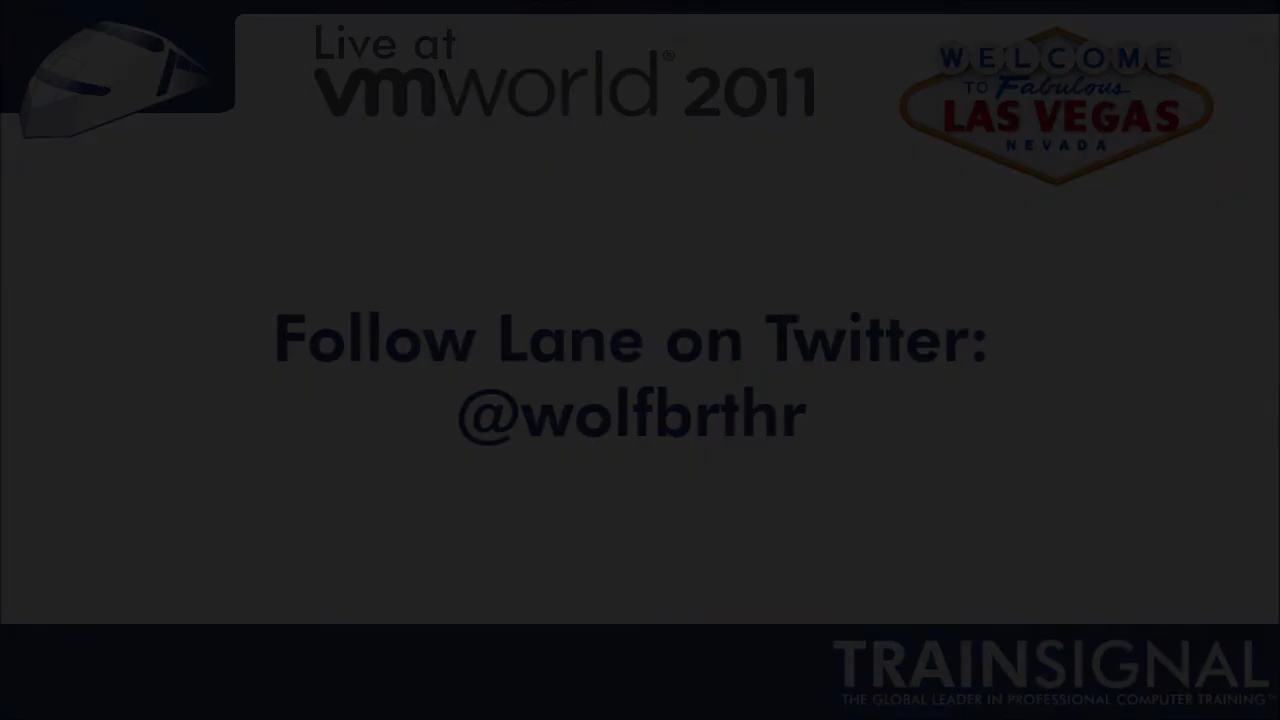 Live at
vmworld® 2011
WELCOME
TO Fabulous
LAS VEGAS
NEVADA
Follow Lane on Twitter:
@wolfbrthr
TRAINSIGNAL
THE GLOBAL LEADER IN PROFESSIONAL COMPUTER TRAINING™